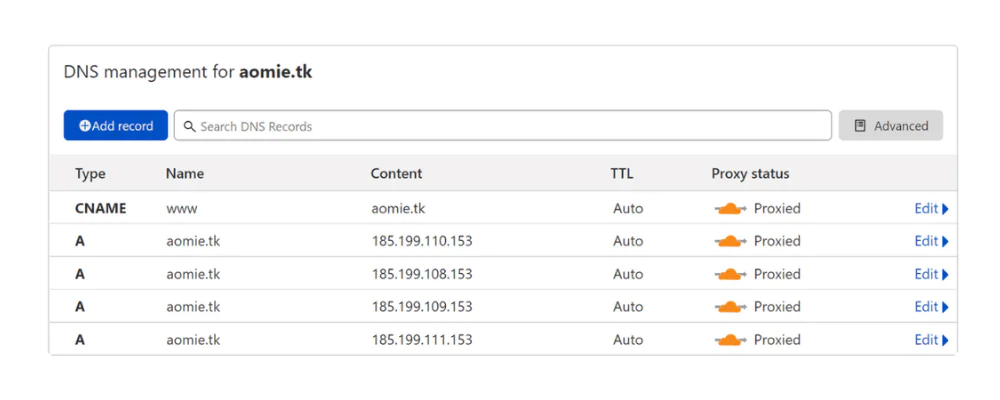 DNS management for aomie.tk
Add record Search DNS Records Advanced
Type Name Content TTL Proxy status
CNAME www aomie.tk Auto Proxied Edit
A aomie.tk 185.199.110.153 Auto Proxied Edit
A aomie.tk 185.199.108.153 Auto Proxied Edit
A aomie.tk 185.199.109.153 Auto Proxied Edit
A aomie.tk 185.199.111.153 Auto Proxied Edit